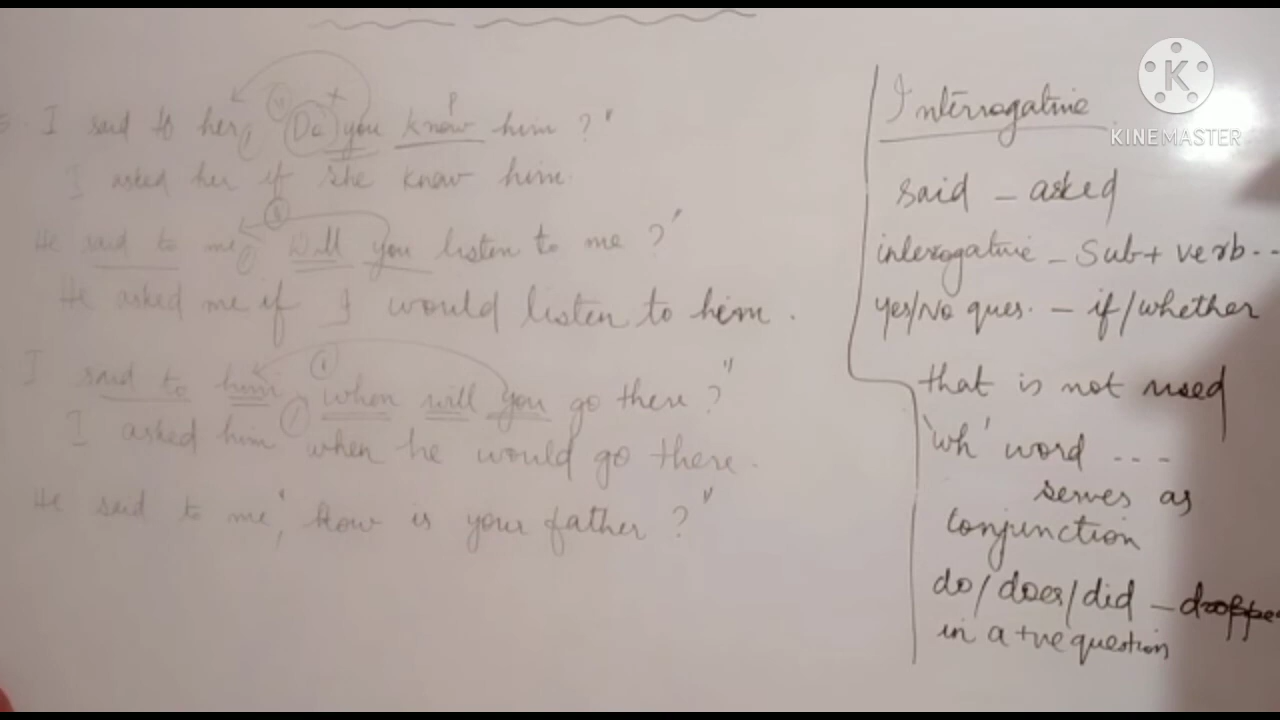 I said to her, "Do you know him ?"
I asked her if she knew him.
He said to me, "Will you listen to me ?"
He asked me if I would listen to him .
I said to him, "when will you go there ?"
I asked him when he would go there .
He said to me, "How is your father ?"
KINEMASTER
Interrogative
said - asked
interrogative - Sub + verb ...
yes/No ques. - if/whether
that is not used
'wh' word ...
serves as
conjunction
do/does/did -
in a +ve question